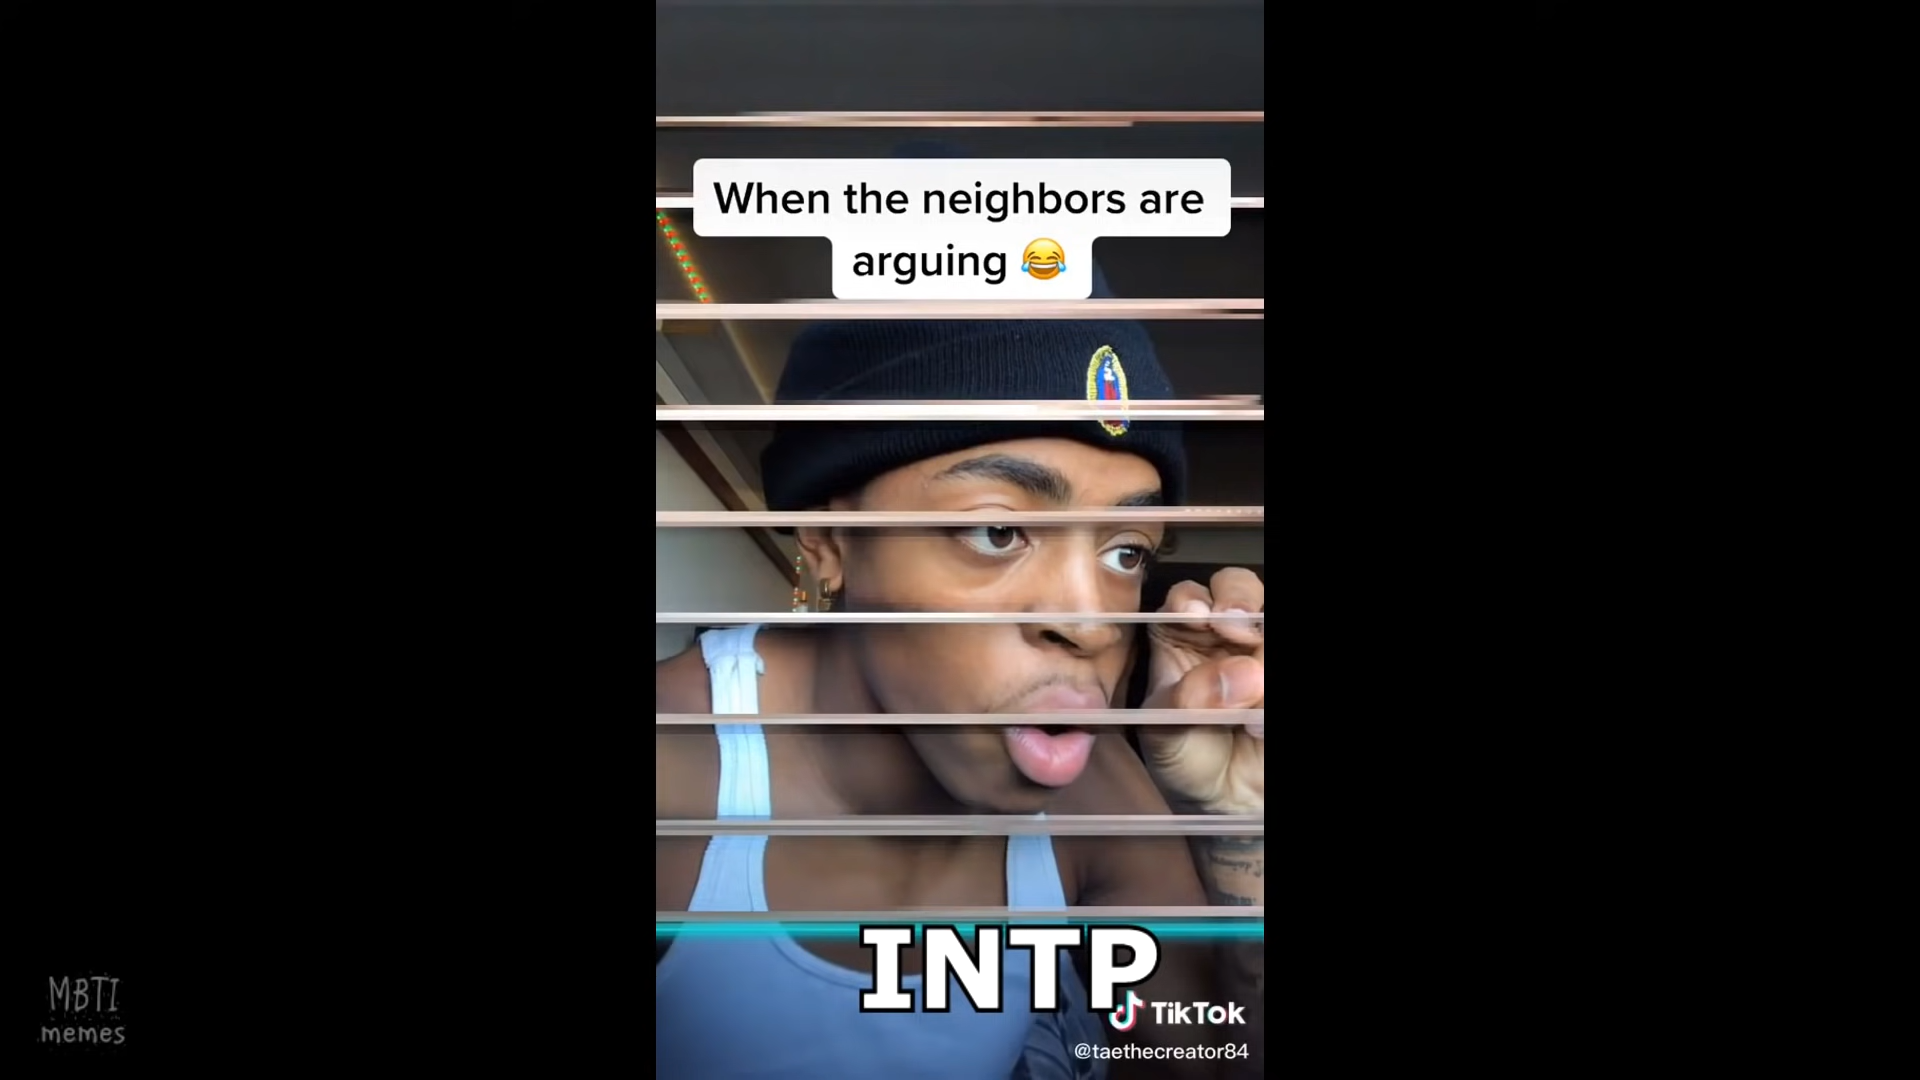 When the neighbors are
arguing 😂
INTP
TikTok
@taethecreator84
MBTI
memes